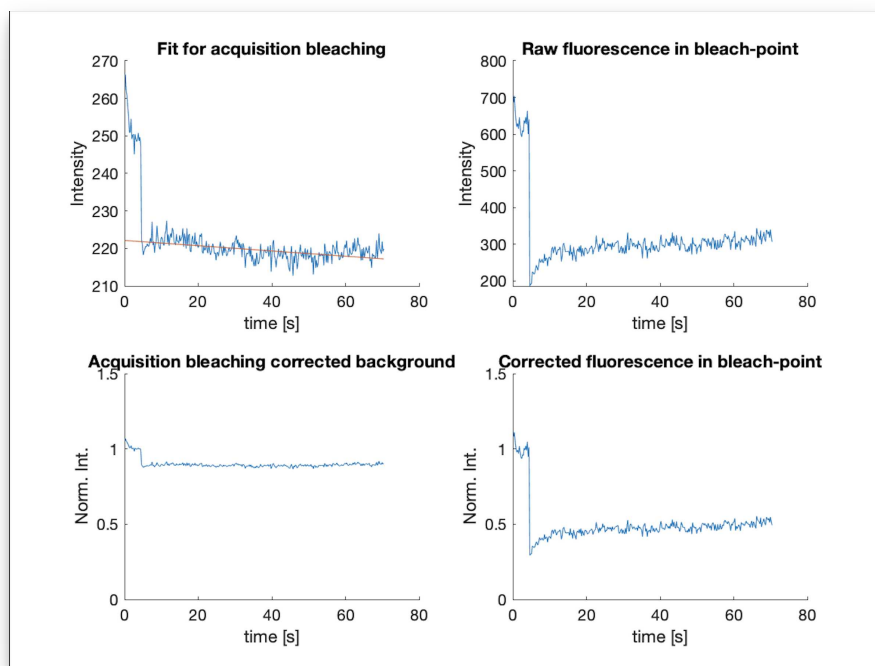 Fit for acquisition bleaching
270
260
250
240
230
220
210
Intensity
0 20 40 60 80
time [s]
Raw fluorescence in bleach-point
800
700
600
500
400
300
200
Intensity
0 20 40 60 80
time [s]
Acquisition bleaching corrected background
1.5
1
0.5
0
Norm. Int.
0 20 40 60 80
time [s]
Corrected fluorescence in bleach-point
1.5
1
0.5
0
Norm. Int.
0 20 40 60 80
time [s]